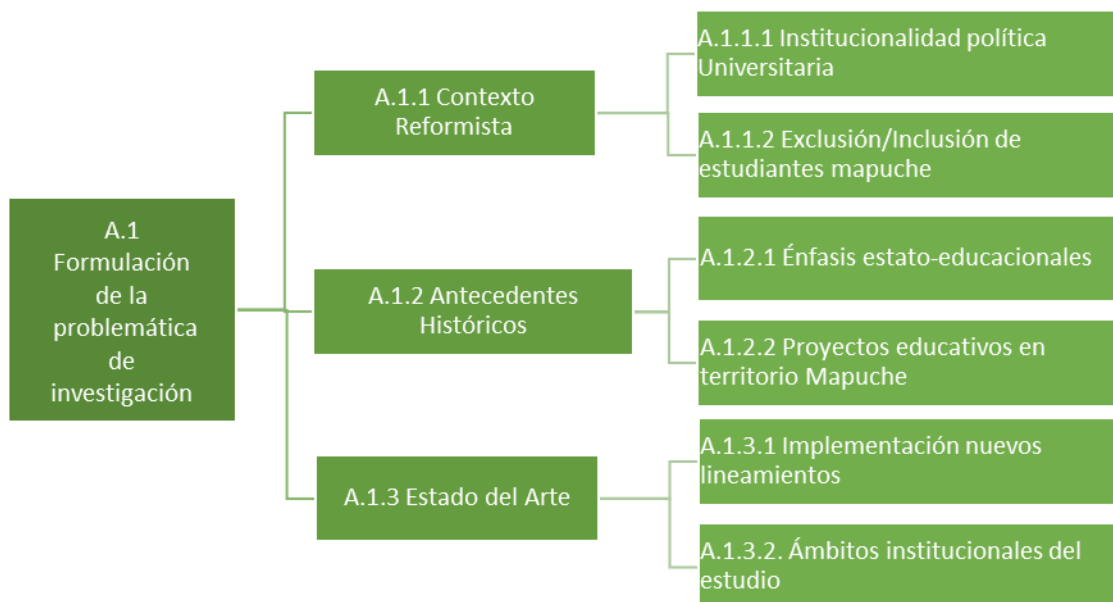 A.1
Formulación
de la
problemática
de
investigación
A.1.1 Contexto
Reformista
A.1.1.1 Institucionalidad política
Universitaria
A.1.1.2 Exclusión/Inclusión de
estudiantes mapuche
A.1.2 Antecedentes
Históricos
A.1.2.1 Énfasis estato-educacionales
A.1.2.2 Proyectos educativos en
territorio Mapuche
A.1.3 Estado del Arte
A.1.3.1 Implementación nuevos
lineamientos
A.1.3.2. Ámbitos institucionales del
estudio